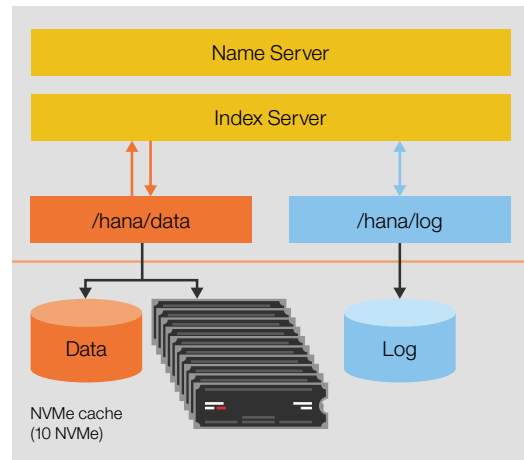 Name Server
Index Server
/hana/data
/hana/log
Data
Log
NVMe cache
(10 NVMe)